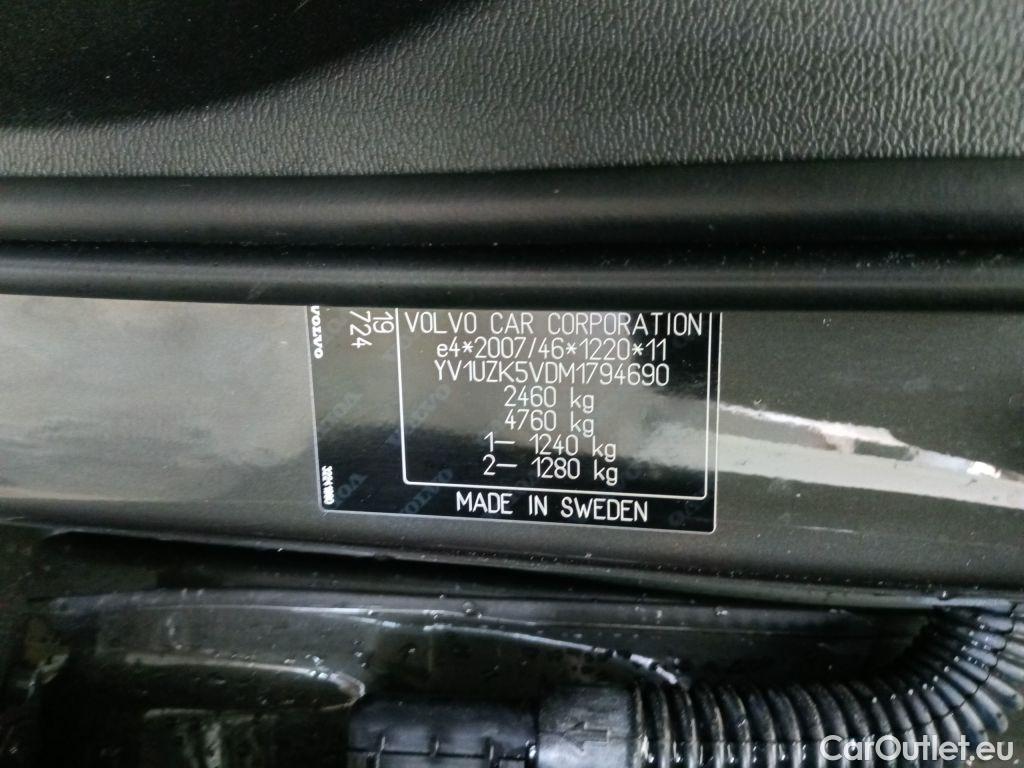 VOLVO CAR CORPORATION
e4*2007/46*1220*11
YV1UZK5VDM1794690
2460 kg
4760 kg
1– 1240 kg
2– 1280 kg
MADE IN SWEDEN
19
724
VOLVO
CarOutlet.eu